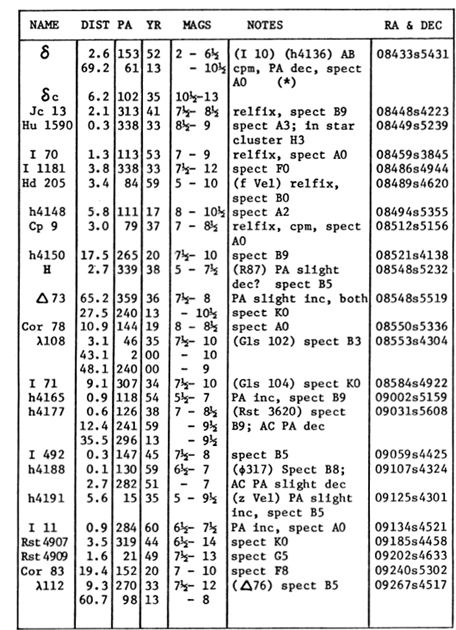 NAME DIST PA YR MAGS NOTES RA & DEC
δ 2.6 153 52 2 - 6½ (I 10) (h4136) AB 08433s5431
69.2 61 13 - 10½ cpm, PA dec, spect
A0 (*)
δc 6.2 102 35 10½-13
Jc 13 2.1 313 41 7½- 8½ relfix, spect B9 08448s4223
Hu 1590 0.3 338 33 8½- 9 spect A3; in star 08449s5239
cluster H3
I 70 1.3 113 53 7 - 9 relfix, spect A0 08459s3845
I 1181 3.8 338 33 7½- 12 spect F0 08486s4944
Hd 205 3.4 84 59 5 - 10 (f Vel) relfix, 08489s4620
spect B0
h4148 5.8 111 17 8 - 10½ spect A2 08494s5355
Cp 9 3.0 79 37 7 - 8½ relfix, cpm, spect 08512s5156
A0
h4150 17.5 265 20 7½- 10 spect B9 08521s4138
H 2.7 339 38 5 - 7½ (R87) PA slight 08548s5232
dec? spect B5
Δ73 65.2 359 36 7½- 8 PA slight inc, both 08548s5519
27.5 240 13 - 10½ spect K0
Cor 78 10.9 144 19 8 - 8½ spect A0 08550s5336
λ108 3.1 46 35 7½- 10 (Gls 102) spect B3 08553s4304
43.1 2 00 - 10
48.1 240 00 - 9
I 71 9.1 307 34 7½- 10 (Gls 104) spect K0 08584s4922
h4165 0.9 118 54 5½- 7 PA inc, spect B9 09002s5159
h4177 0.6 126 38 7 - 8½ (Rst 3620) spect 09031s5608
12.4 241 59 - 9½ B9; AC PA dec
35.5 296 13 - 9½
I 492 0.3 147 45 7½- 8 spect B5 09059s4425
h4188 0.1 130 59 6½- 7 (φ317) Spect B8; 09107s4324
2.7 282 51 - 7 AC PA slight dec
h4191 5.6 15 35 5 - 9½ (z Vel) PA slight 09125s4301
inc, spect B5
I 11 0.9 284 60 6½- 7½ PA inc, spect A0 09134s4521
Rst 4907 3.5 319 44 6½- 14 spect K0 09185s4458
Rst 4909 1.6 21 49 7½- 13 spect G5 09202s4633
Cor 83 19.4 152 20 7 - 10 spect F8 09240s5302
λ112 9.3 270 33 7½- 12 (Δ76) spect B5 09267s4517
60.7 98 13 - 8